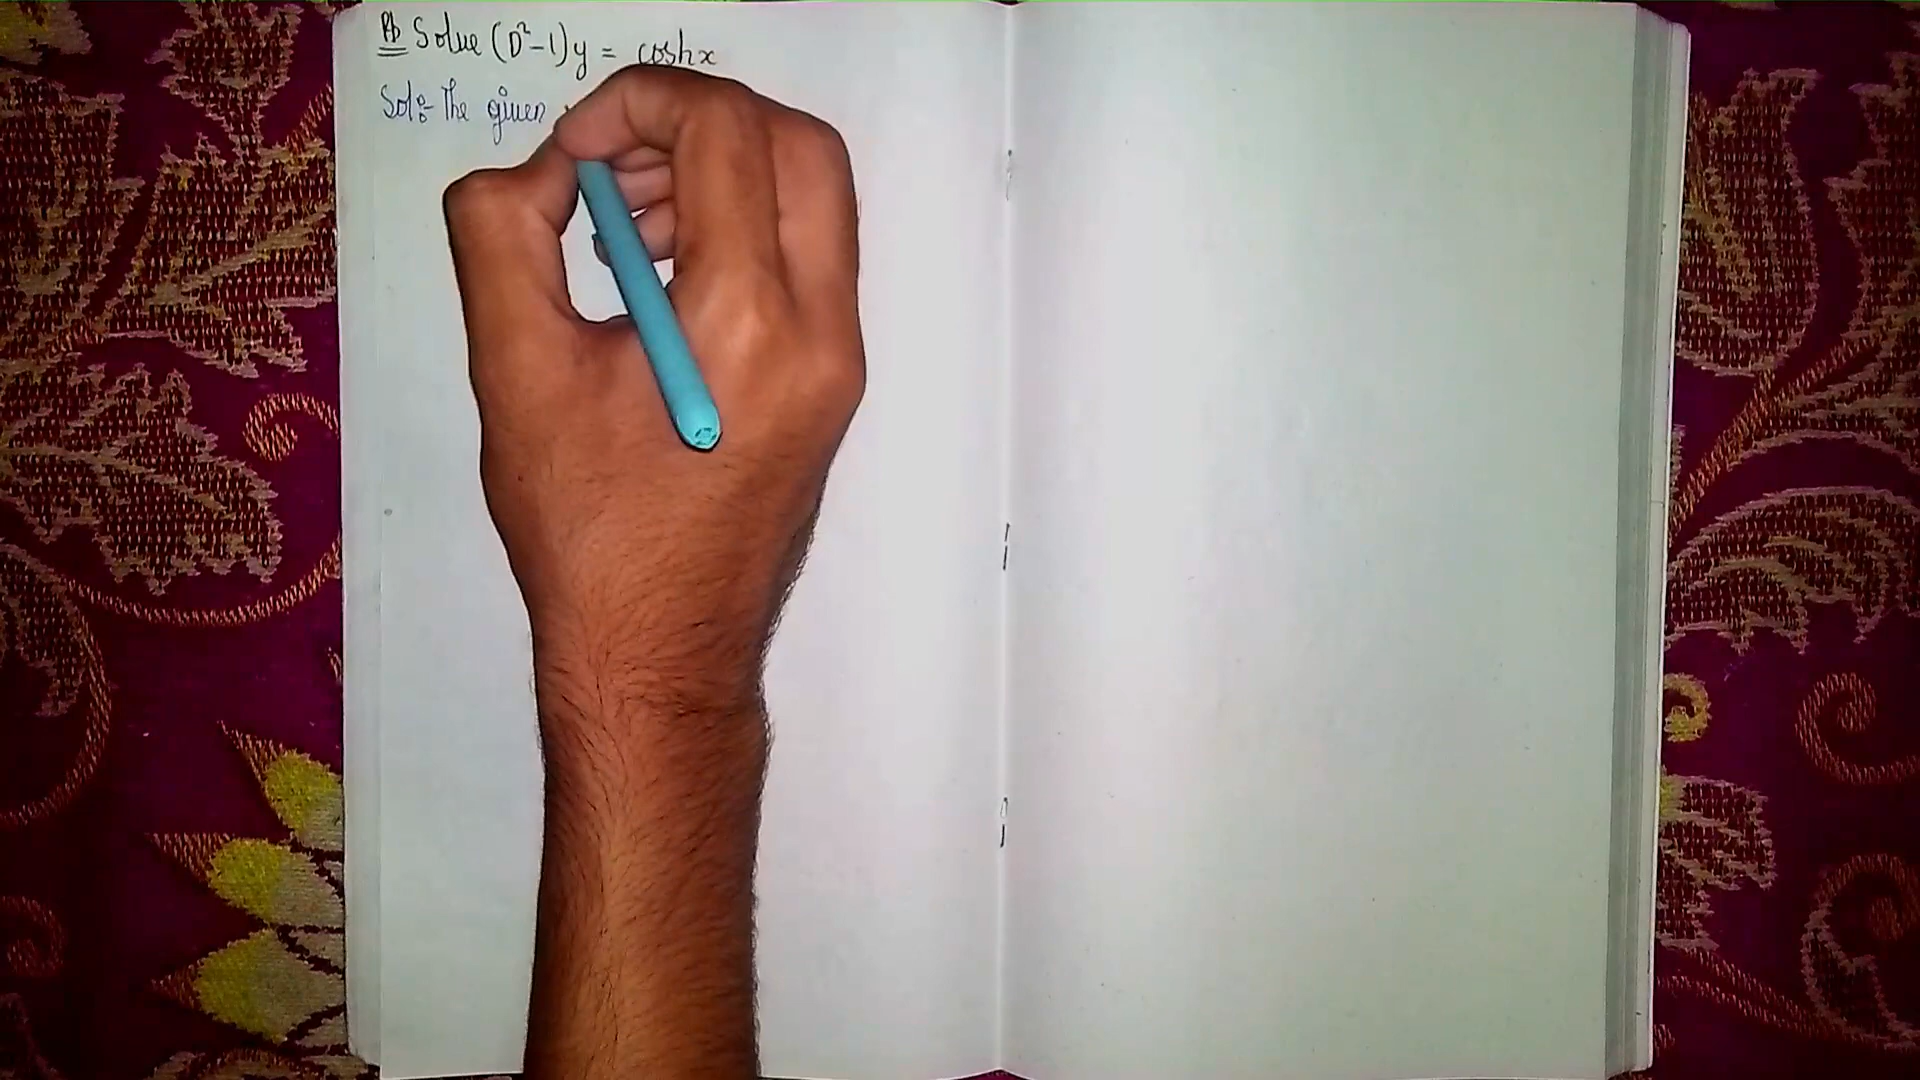 Pb Solve (D²-1)y = coshx
Sol:- The given